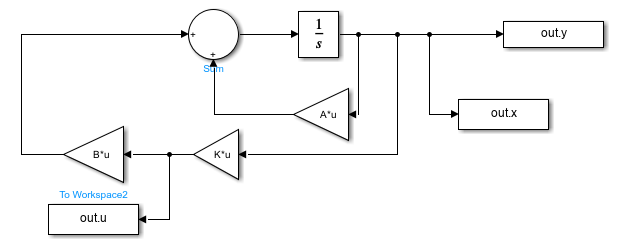 1
s
out.y
+
+
Sum
out.x
A*u
B*u
K*u
To Workspace2
out.u